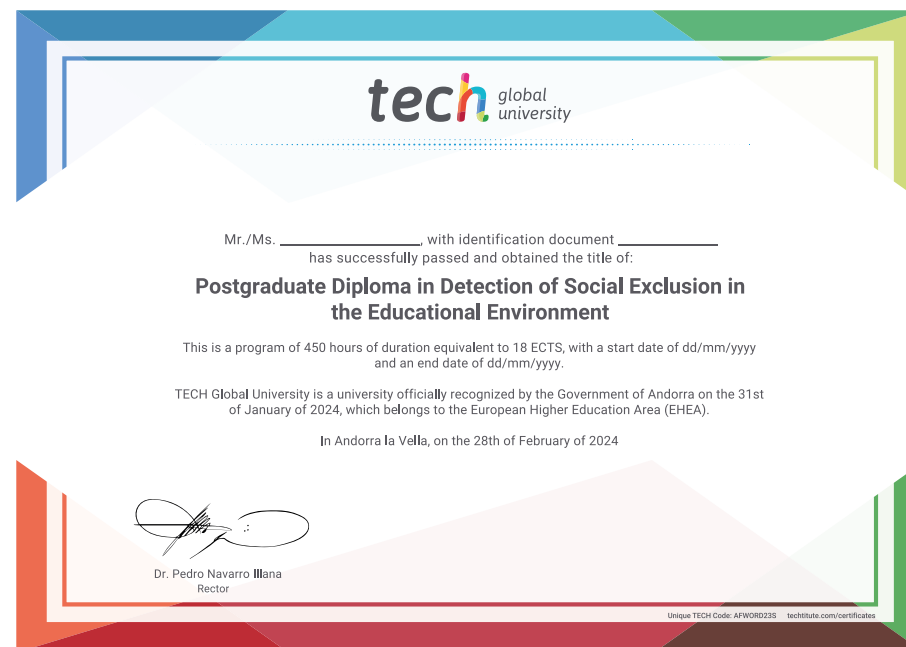 tech global
university
Mr./Ms. ____________, with identification document ____________
has successfully passed and obtained the title of:
Postgraduate Diploma in Detection of Social Exclusion in
the Educational Environment
This is a program of 450 hours of duration equivalent to 18 ECTS, with a start date of dd/mm/yyyy
and an end date of dd/mm/yyyy.
TECH Global University is a university officially recognized by the Government of Andorra on the 31st
of January of 2024, which belongs to the European Higher Education Area (EHEA).
In Andorra la Vella, on the 28th of February of 2024
Dr. Pedro Navarro Illana
Rector
Unique TECH Code: AFWORD23S techtitute.com/certificates